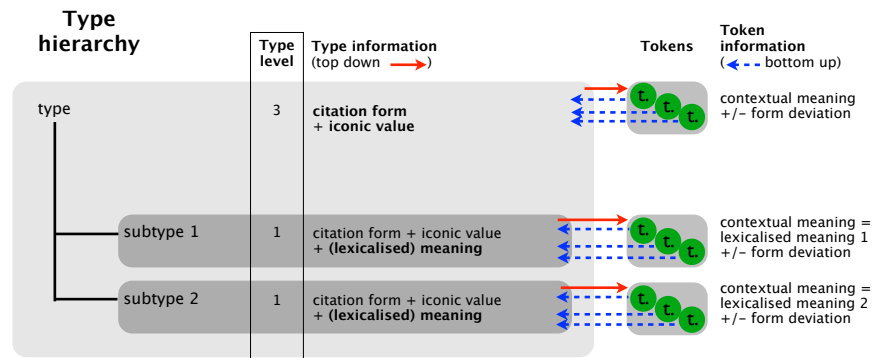 Type
hierarchy
Type
level
Type information
(top down →)
Tokens
Token
information
(← bottom up)
type
3
citation form
+ iconic value
t.
t.
t.
contextual meaning
+/− form deviation
subtype 1
1
citation form + iconic value
+ (lexicalised) meaning
t.
t.
t.
contextual meaning =
lexicalised meaning 1
+/− form deviation
subtype 2
1
citation form + iconic value
+ (lexicalised) meaning
t.
t.
t.
contextual meaning =
lexicalised meaning 2
+/− form deviation